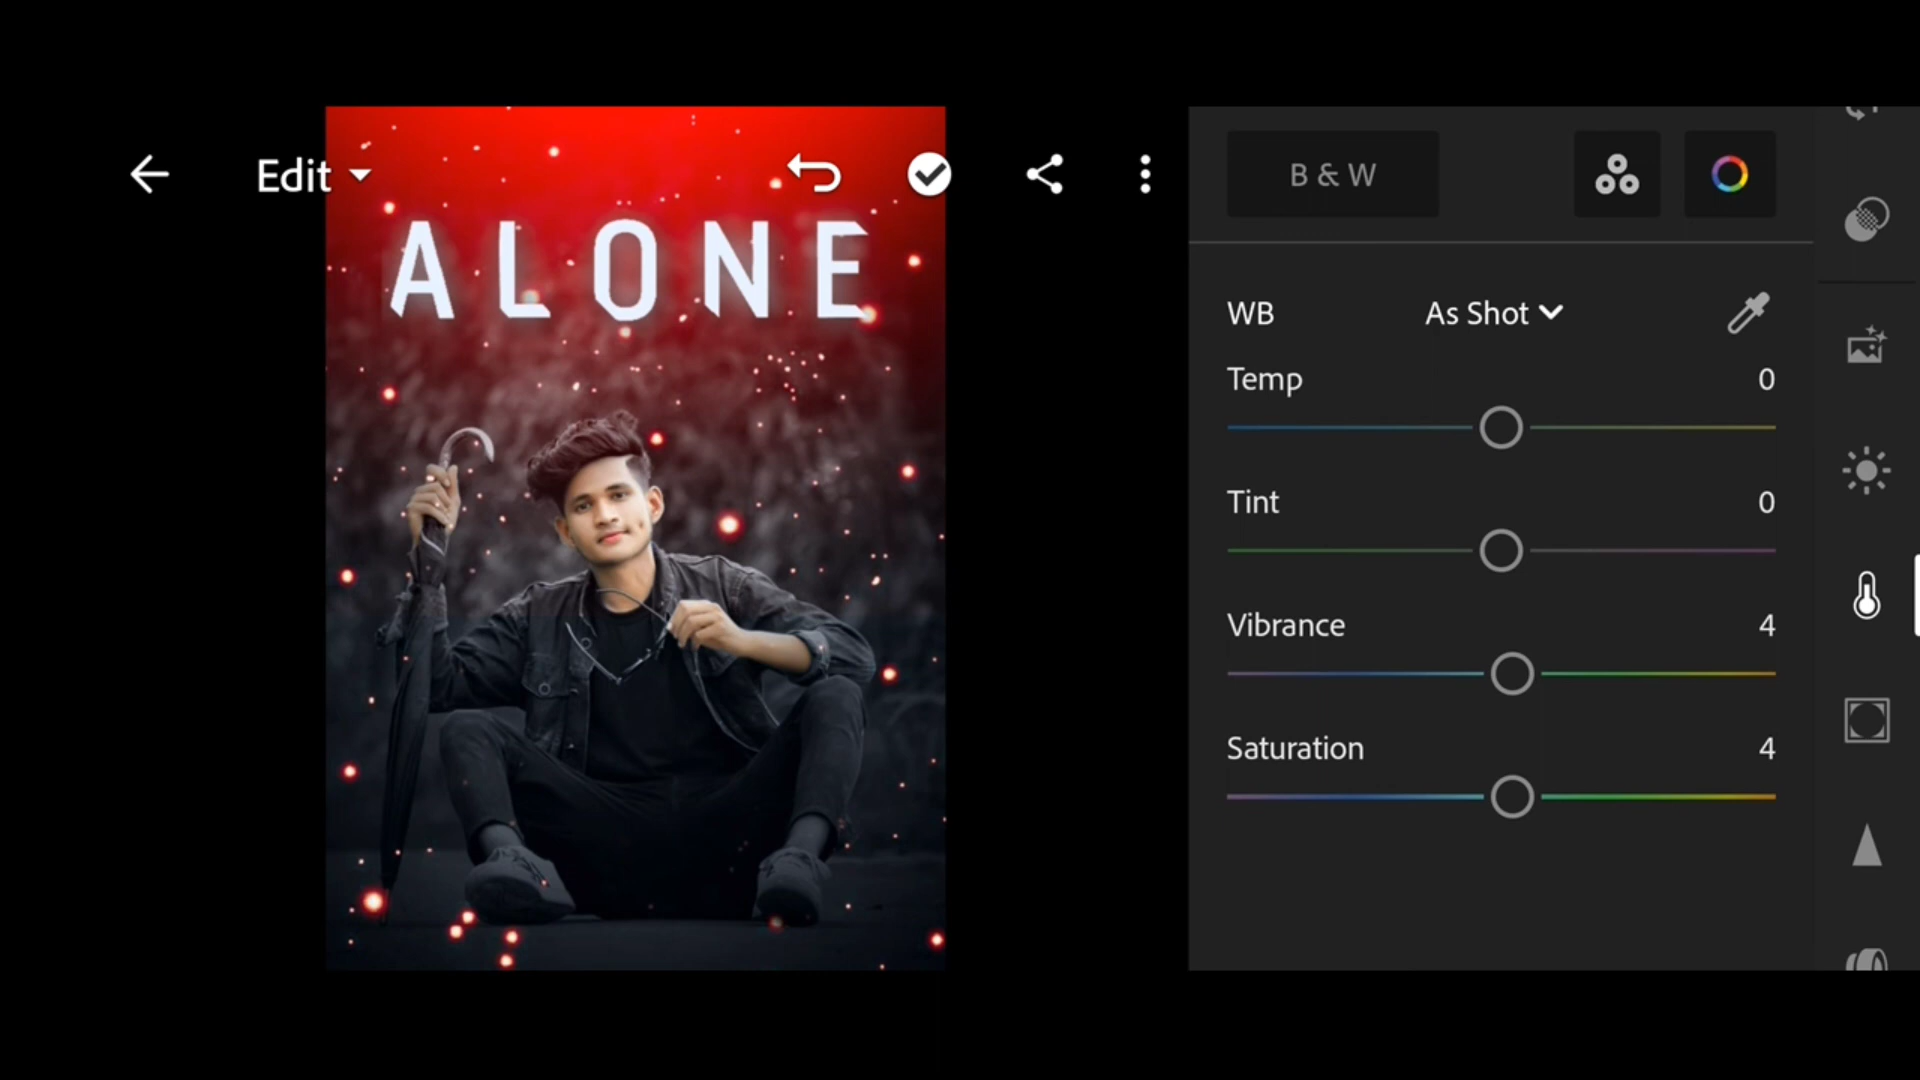 Edit
ALONE
B & W
WB As Shot
Temp 0
Tint 0
Vibrance 4
Saturation 4